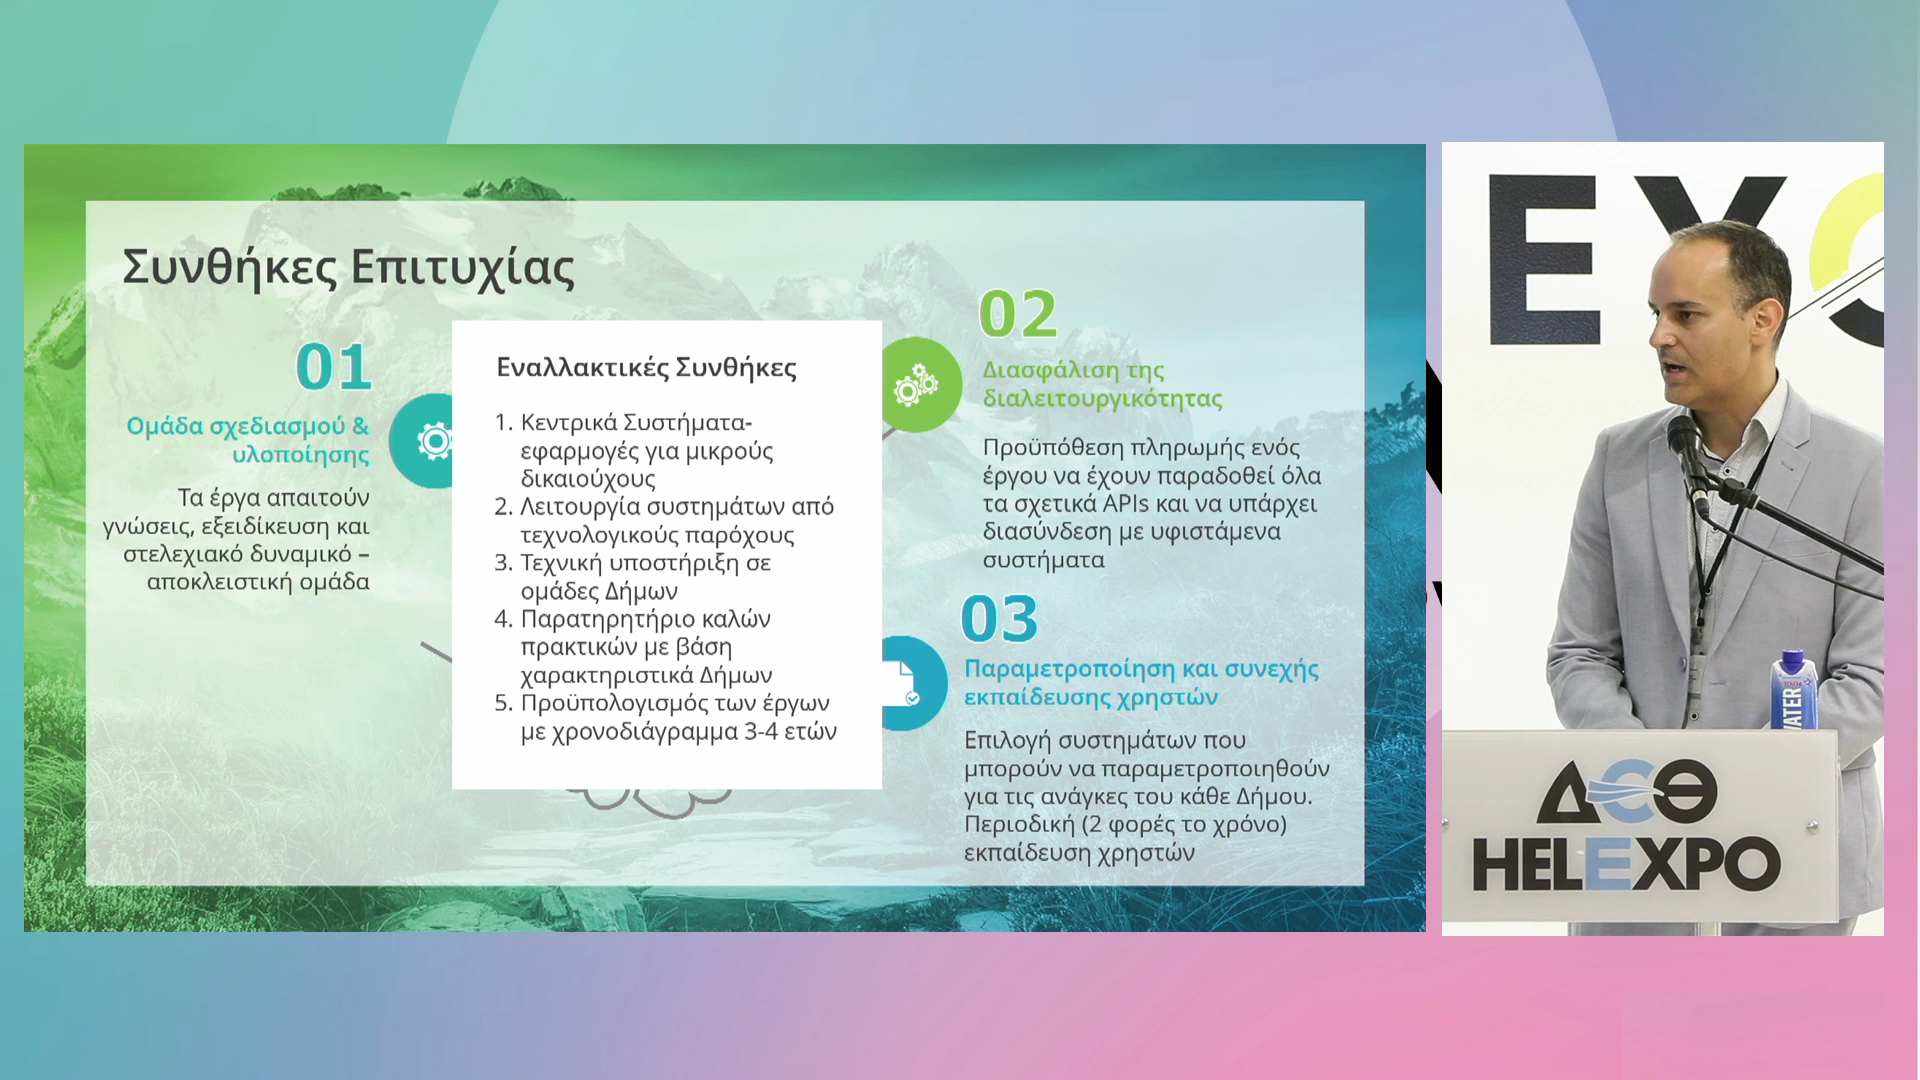 Συνθήκες Επιτυχίας
01
Ομάδα σχεδιασμού &
υλοποίησης
Τα έργα απαιτούν
γνώσεις, εξειδίκευση και
στελεχιακό δυναμικό –
αποκλειστική ομάδα
Εναλλακτικές Συνθήκες
1. Κεντρικά Συστήματα-
εφαρμογές για μικρούς
δικαιούχους
2. Λειτουργία συστημάτων από
τεχνολογικούς παρόχους
3. Τεχνική υποστήριξη σε
ομάδες Δήμων
4. Παρατηρητήριο καλών
πρακτικών με βάση
χαρακτηριστικά Δήμων
5. Προϋπολογισμός των έργων
με χρονοδιάγραμμα 3-4 ετών
02
Διασφάλιση της
διαλειτουργικότητας
Προϋπόθεση πληρωμής ενός
έργου να έχουν παραδοθεί όλα
τα σχετικά APIs και να υπάρχει
διασύνδεση με υφιστάμενα
συστήματα
03
Παραμετροποίηση και συνεχής
εκπαίδευσης χρηστών
Επιλογή συστημάτων που
μπορούν να παραμετροποιηθούν
για τις ανάγκες του κάθε Δήμου.
Περιοδική (2 φορές το χρόνο)
εκπαίδευση χρηστών
WATER
ΔΕΘ
HELEXPO